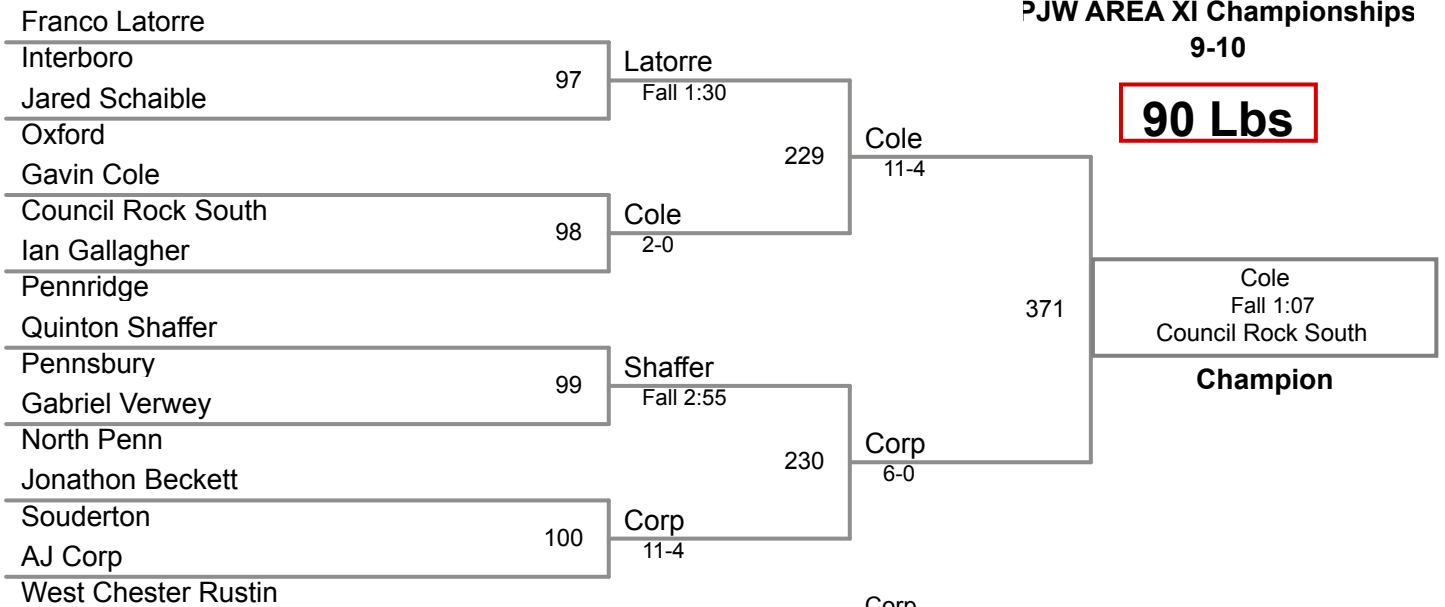 PJW AREA XI Championships
9-10
90 Lbs
Franco Latorre
Interboro
97
Jared Schaible
Oxford
Latorre
Fall 1:30
229
Gavin Cole
Council Rock South
98
Ian Gallagher
Pennridge
Cole
2-0
Cole
11-4
371
Quinton Shaffer
Pennsbury
99
Gabriel Verwey
North Penn
Shaffer
Fall 2:55
230
Jonathon Beckett
Souderton
100
AJ Corp
West Chester Rustin
Corp
11-4
Corp
6-0
Cole
Fall 1:07
Council Rock South
Champion
Corp